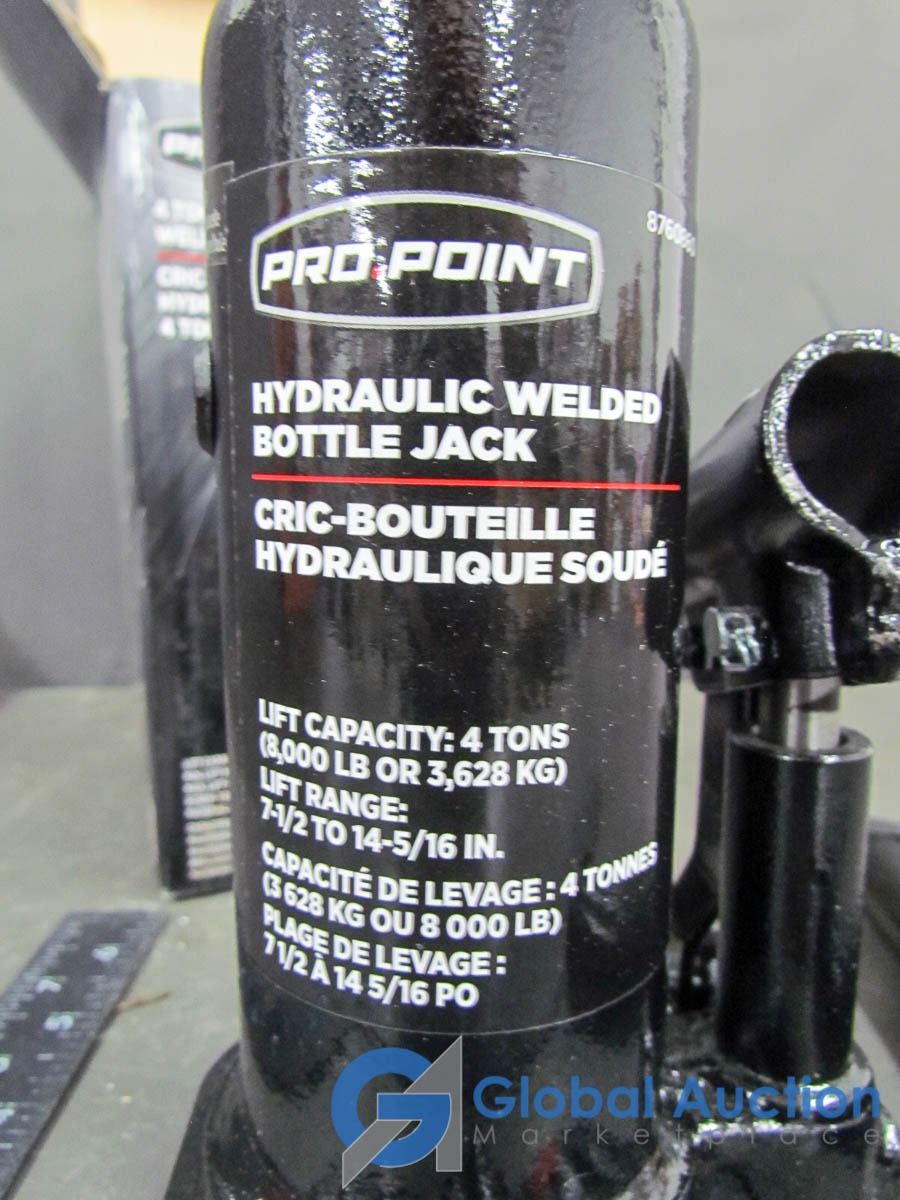 PRO.POINT
HYDRAULIC WELDED
BOTTLE JACK
CRIC-BOUTEILLE
HYDRAULIQUE SOUDÉ
LIFT CAPACITY: 4 TONS
(8,000 LB OR 3,628 KG)
LIFT RANGE:
7-1/2 TO 14-5/16 IN.
CAPACITÉ DE LEVAGE : 4 TONNES
(3 628 KG OU 8 000 LB)
PLAGE DE LEVAGE :
7 1/2 À 14 5/16 PO
GA Global Auction
Marketplace